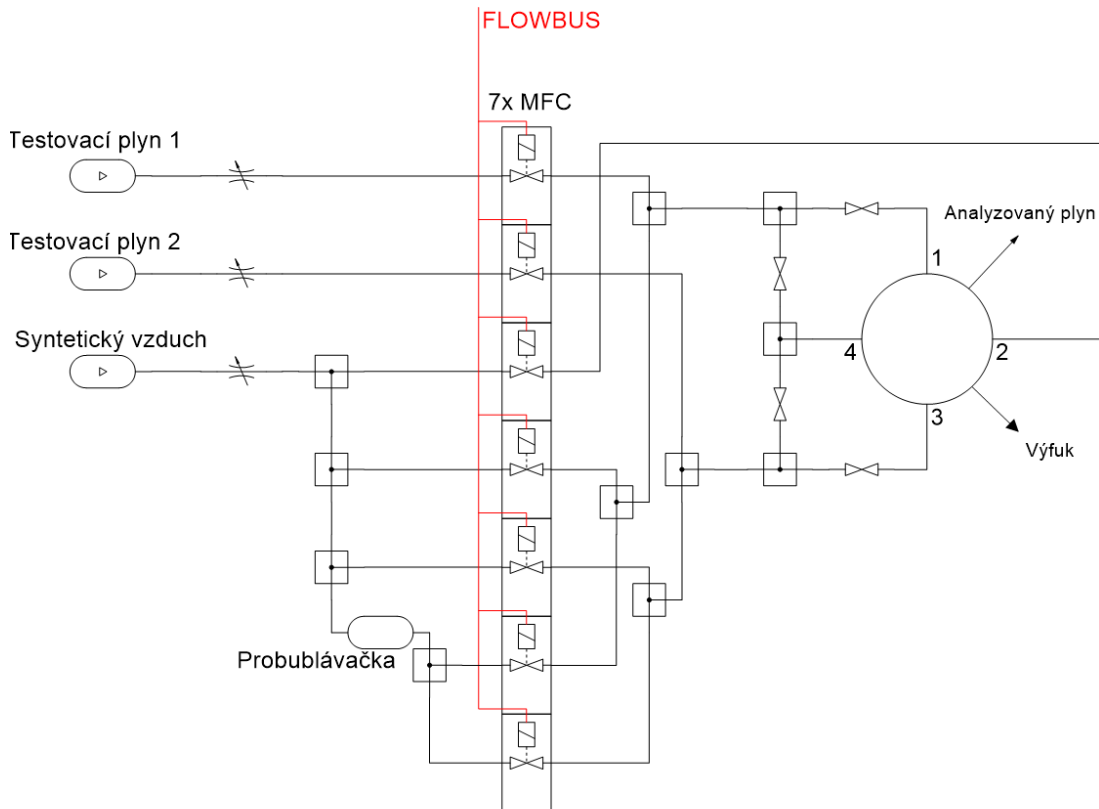 FLOWBUS
7x MFC
Testovací plyn 1
Testovací plyn 2
Syntetický vzduch
Probublávačka
Analyzovaný plyn
1
4
2
3
Výfuk